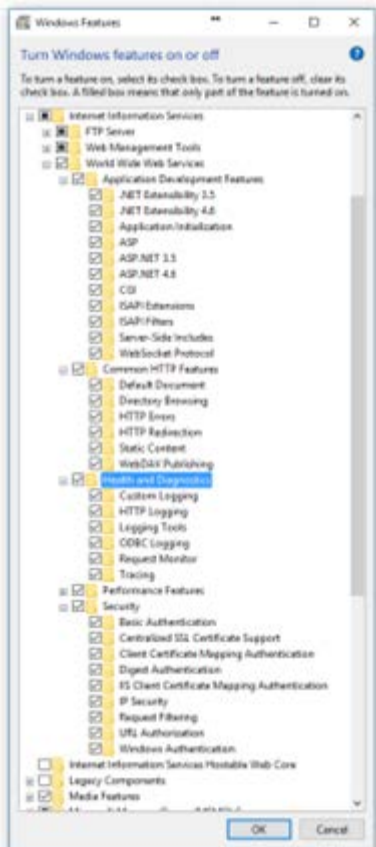 Windows Features
Turn Windows features on or off
To turn a feature on, select its check box. To turn a feature off, clear its
check box. A filled box means that only part of the feature is turned on.
Internet Information Services
FTP Server
Web Management Tools
World Wide Web Services
Application Development Features
.NET Extensibility 3.5
.NET Extensibility 4.8
Application Initialization
ASP
ASP.NET 3.5
ASP.NET 4.8
CGI
ISAPI Extensions
ISAPI Filters
Server-Side Includes
WebSocket Protocol
Common HTTP Features
Default Document
Directory Browsing
HTTP Errors
HTTP Redirection
Static Content
WebDAV Publishing
Health and Diagnostics
Custom Logging
HTTP Logging
Logging Tools
ODBC Logging
Request Monitor
Tracing
Performance Features
Security
Basic Authentication
Centralized SSL Certificate Support
Client Certificate Mapping Authentication
Digest Authentication
IIS Client Certificate Mapping Authentication
IP Security
Request Filtering
URL Authorization
Windows Authentication
Internet Information Services Hostable Web Core
Legacy Components
Media Features
OK Cancel